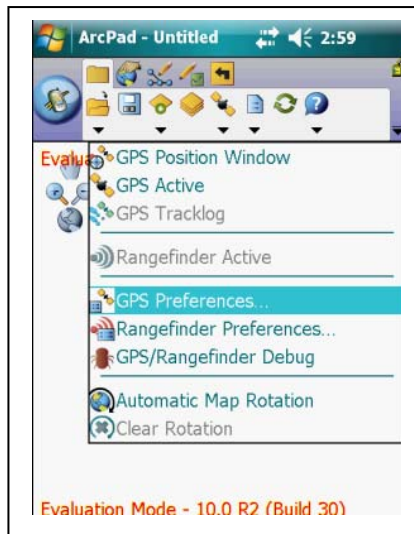 ArcPad - Untitled 2:59
Evalua
GPS Position Window
GPS Active
GPS Tracklog
Rangefinder Active
GPS Preferences...
Rangefinder Preferences...
GPS/Rangefinder Debug
Automatic Map Rotation
Clear Rotation
Evaluation Mode - 10.0 R2 (Build 30)